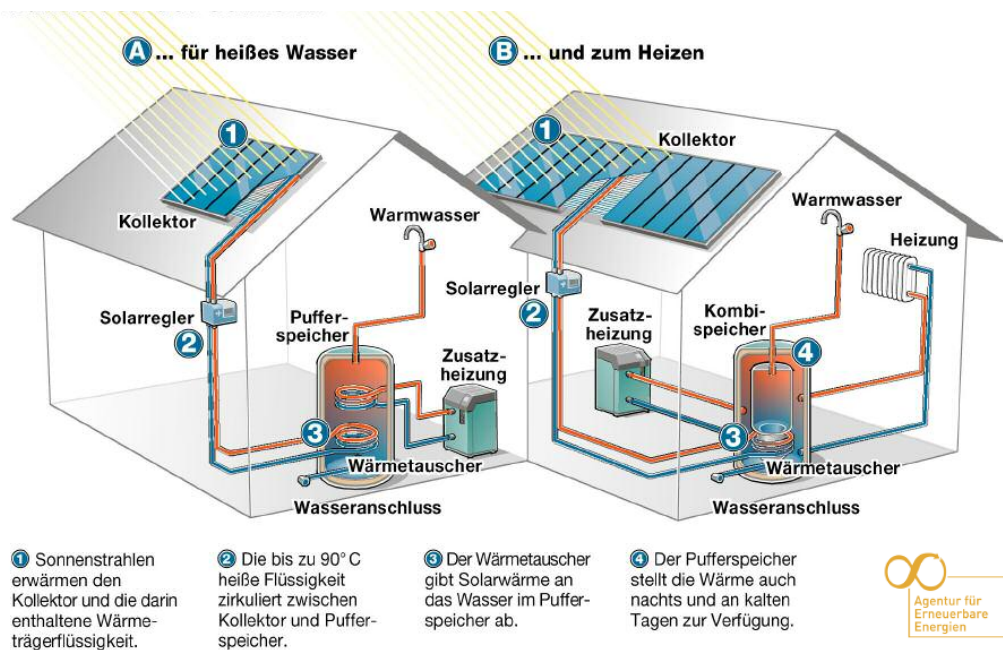 A ... für heißes Wasser
1
Kollektor
Warmwasser
Solarregler
2
Puffer-
speicher
Zusatz-
heizung
3
Wärmetauscher
Wasseranschluss
B ... und zum Heizen
1
Kollektor
Warmwasser
Heizung
Solarregler
2
Zusatz-
heizung
Kombi-
speicher
4
3
Wärmetauscher
Wasseranschluss
1 Sonnenstrahlen
erwärmen den
Kollektor und die darin
enthaltene Wärme-
trägerflüssigkeit.
2 Die bis zu 90° C
heiße Flüssigkeit
zirkuliert zwischen
Kollektor und Puffer-
speicher.
3 Der Wärmetauscher
gibt Solarwärme an
das Wasser im Puffer-
speicher ab.
4 Der Pufferspeicher
stellt die Wärme auch
nachts und an kalten
Tagen zur Verfügung.
Agentur für
Erneuerbare
Energien